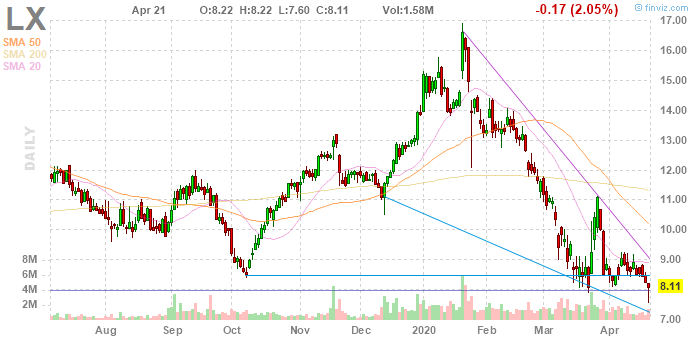 LX Apr 21 O:8.22 H:8.22 L:7.60 C:8.11 Vol:1.58M -0.17 (2.05%) © finviz.com
SMA 50
SMA 200
SMA 20
DAILY
17.00
16.00
15.00
14.00
13.00
12.00
11.00
10.00
9.00
8.11
7.00
8M
6M
4M
2M
Aug Sep Oct Nov Dec 2020 Feb Mar Apr